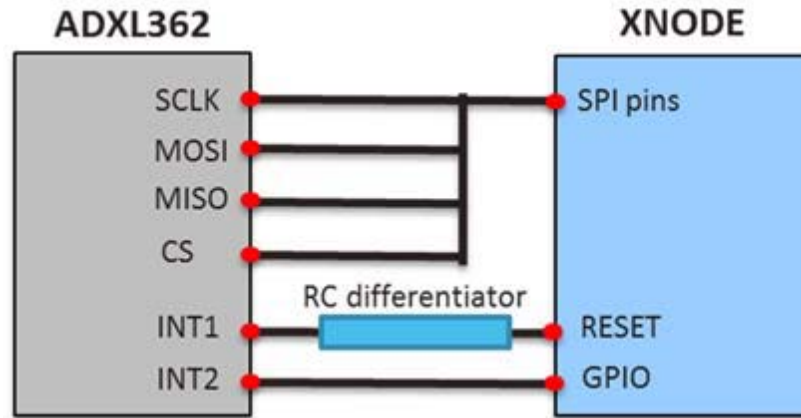 ADXL362
XNODE
SCLK
SPI pins
MOSI
MISO
CS
RC differentiator
INT1
RESET
INT2
GPIO